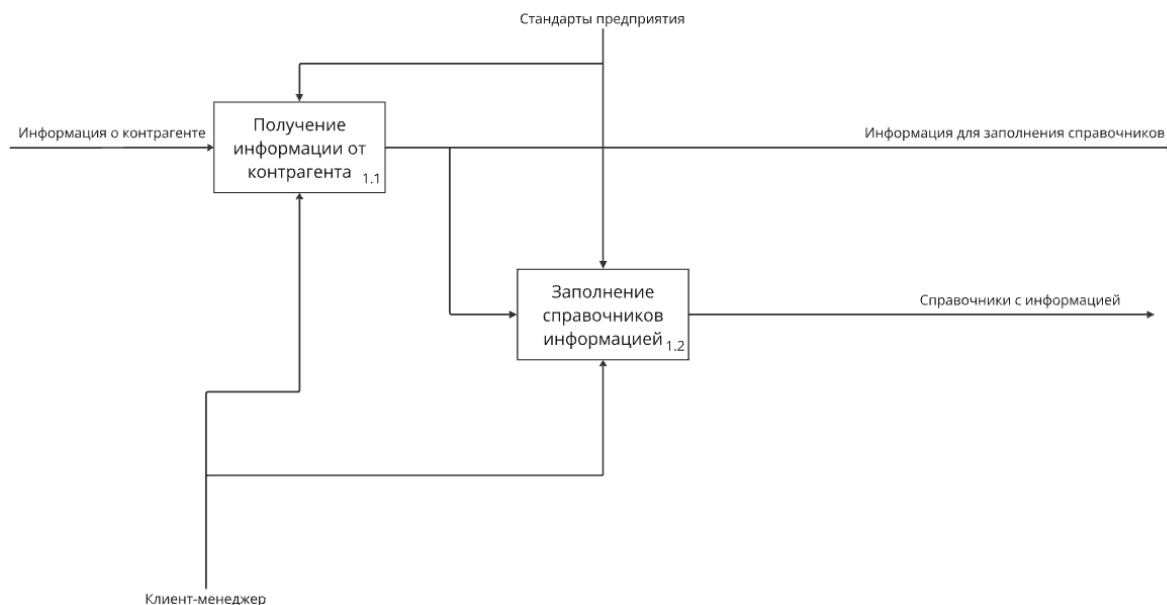 Стандарты предприятия
Информация о контрагенте
Получение
информации от
контрагента
1.1
Информация для заполнения справочников
Заполнение
справочников
информацией
1.2
Справочники с информацией
Клиент-менеджер